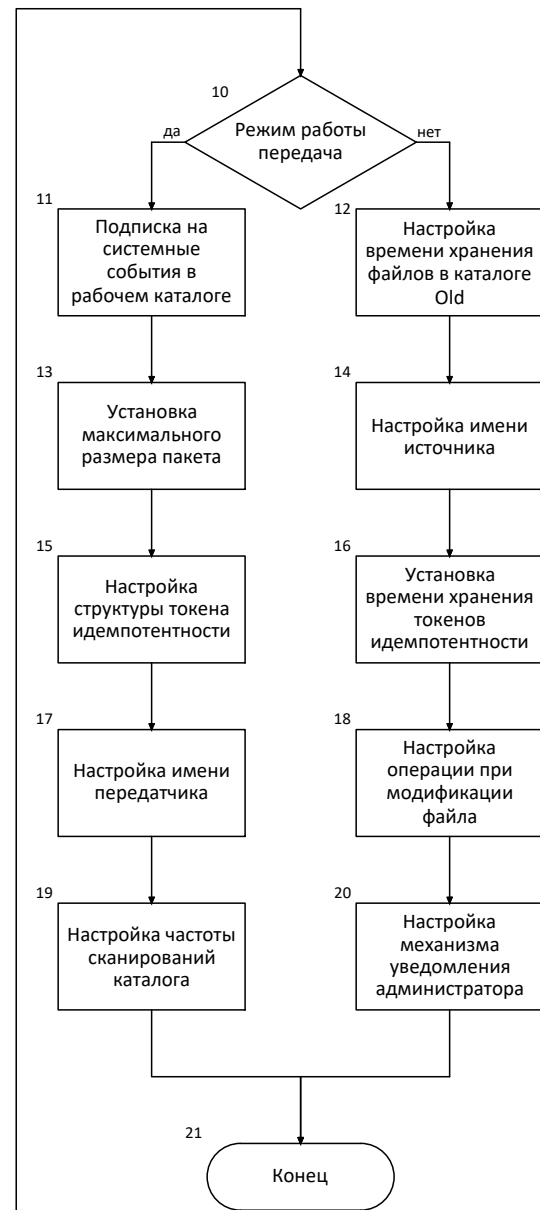 10
Режим работы
передача
да
нет
11
Подписка на
системные
события в
рабочем каталоге
12
Настройка
времени хранения
файлов в каталоге
Old
13
Установка
максимального
размера пакета
14
Настройка имени
источника
15
Настройка
структуры токена
идемпотентности
16
Установка
времени хранения
токенов
идемпотентности
17
Настройка имени
передатчика
18
Настройка
операции при
модификации
файла
19
Настройка частоты
сканирований
каталога
20
Настройка
механизма
уведомления
администратора
21
Конец